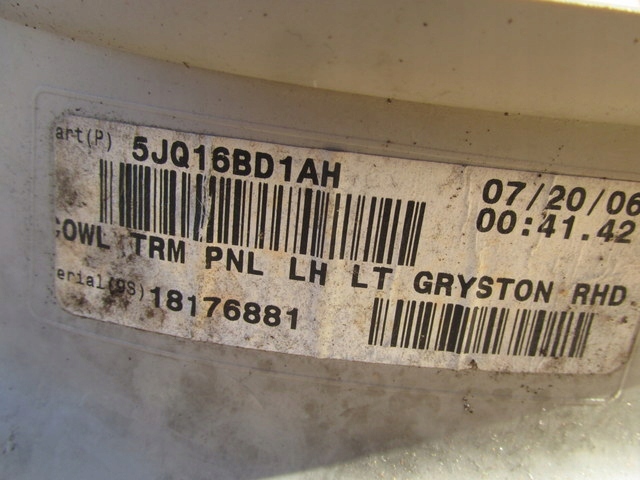 art(P) 5JQ16BD1AH
07/20/06
00:41.42
COWL TRM PNL LH LT GRYSTON RHD
erial(9S) 18176881